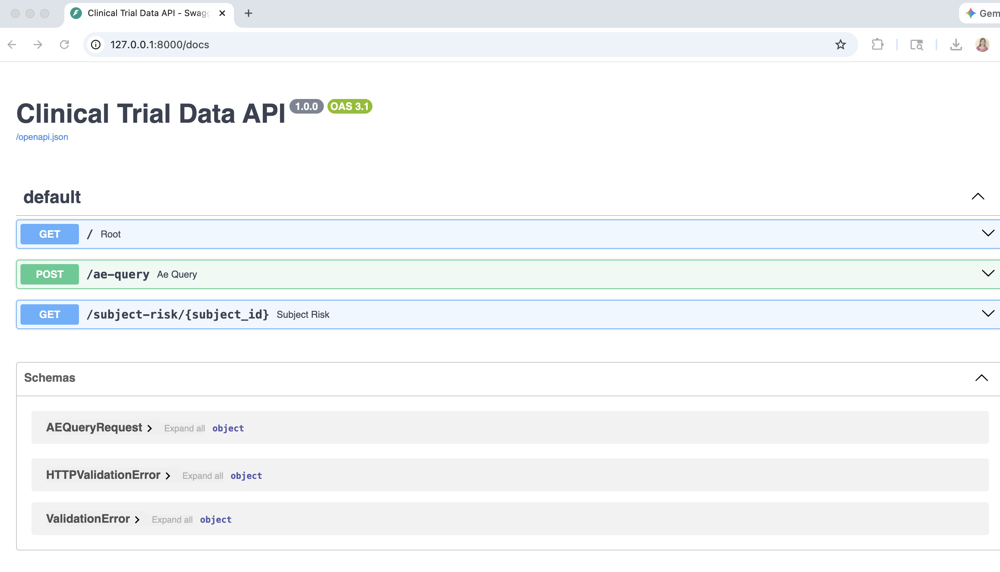 Clinical Trial Data API - Swagg
Gem
127.0.0.1:8000/docs
Clinical Trial Data API 1.0.0 OAS 3.1
/openapi.json
default
GET / Root
POST /ae-query Ae Query
GET /subject-risk/{subject_id} Subject Risk
Schemas
AEQueryRequest Expand all object
HTTPValidationError Expand all object
ValidationError Expand all object